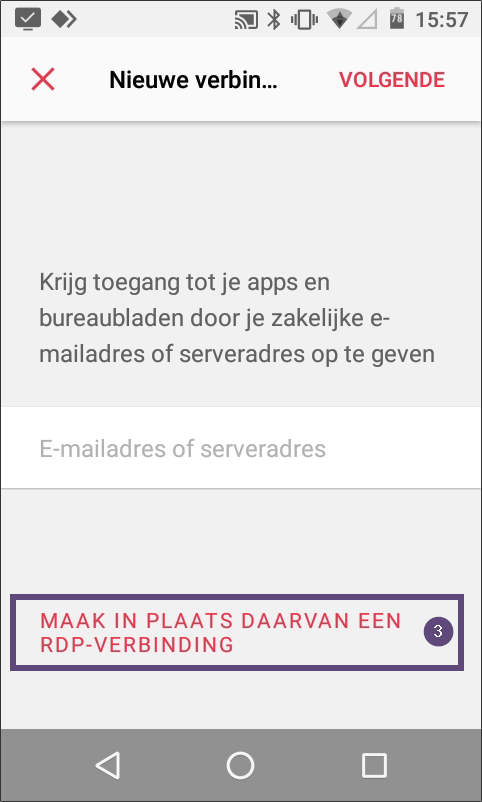 78 15:57
Nieuwe verbin... VOLGENDE
Krijg toegang tot je apps en
bureaubladen door je zakelijke e-
mailadres of serveradres op te geven
E-mailadres of serveradres
MAAK IN PLAATS DAARVAN EEN
RDP-VERBINDING
3